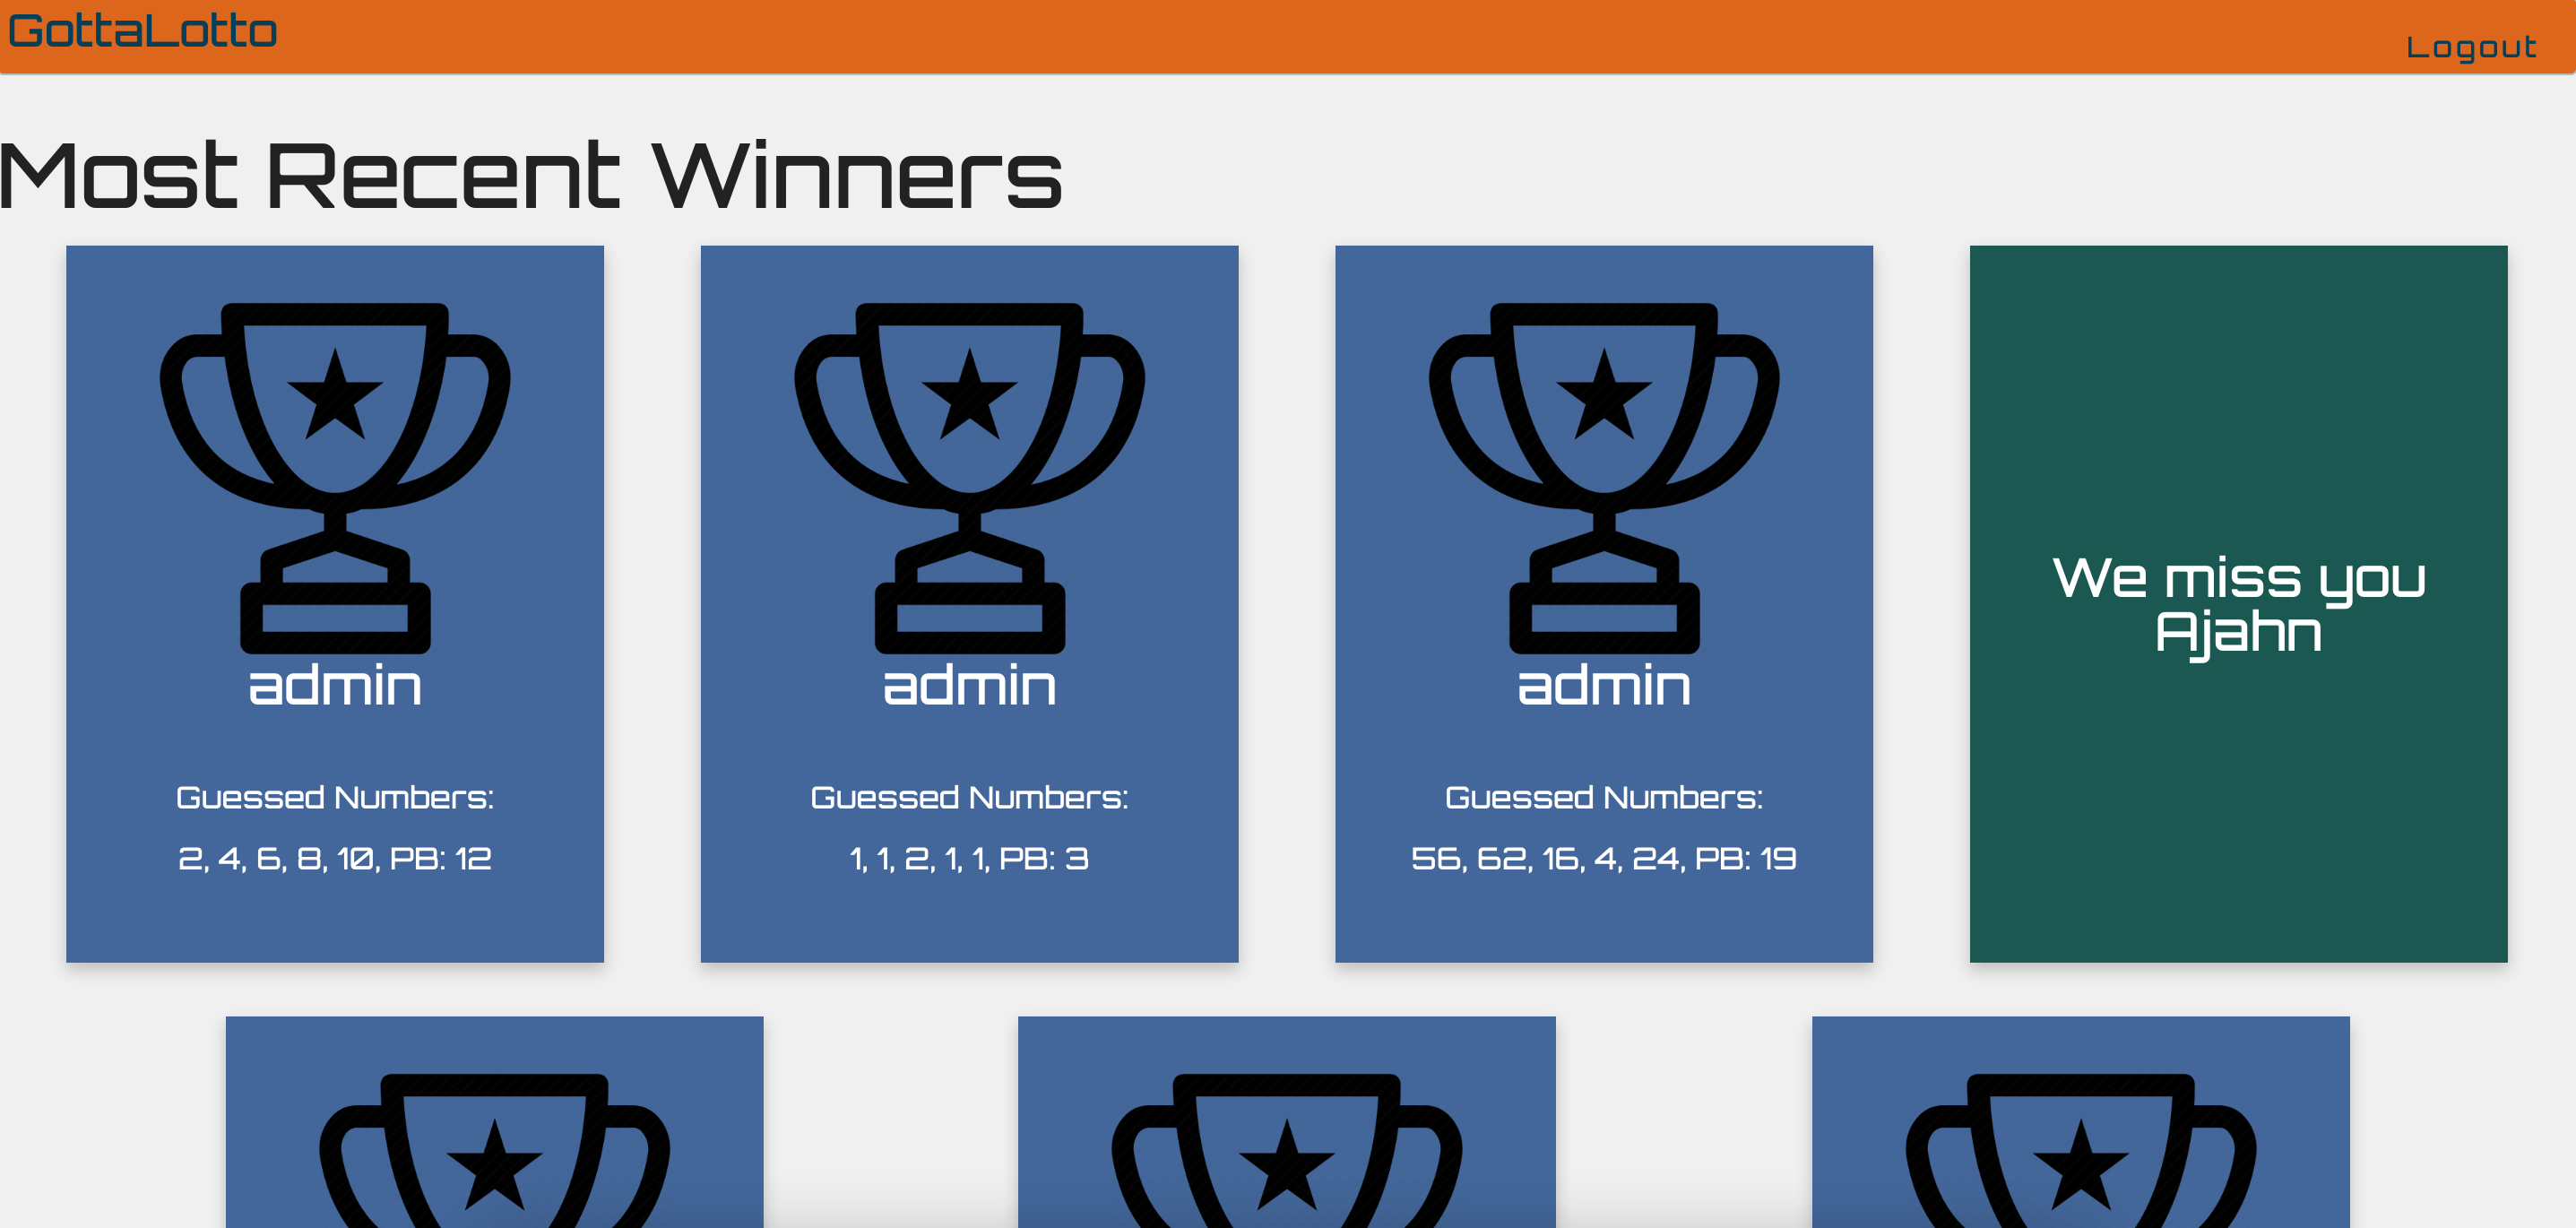 GottaLotto
Logout
Most Recent Winners
admin
Guessed Numbers:
2, 4, 6, 8, 10, PB: 12
admin
Guessed Numbers:
1, 1, 2, 1, 1, PB: 3
admin
Guessed Numbers:
56, 62, 16, 4, 24, PB: 19
We miss you
Ajahn